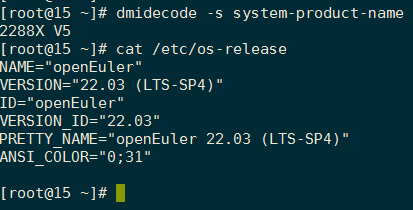 [root@15 ~]# dmidecode -s system-product-name
2288X V5
[root@15 ~]# cat /etc/os-release
NAME="openEuler"
VERSION="22.03 (LTS-SP4)"
ID="openEuler"
VERSION_ID="22.03"
PRETTY_NAME="openEuler 22.03 (LTS-SP4)"
ANSI_COLOR="0;31"
[root@15 ~]#